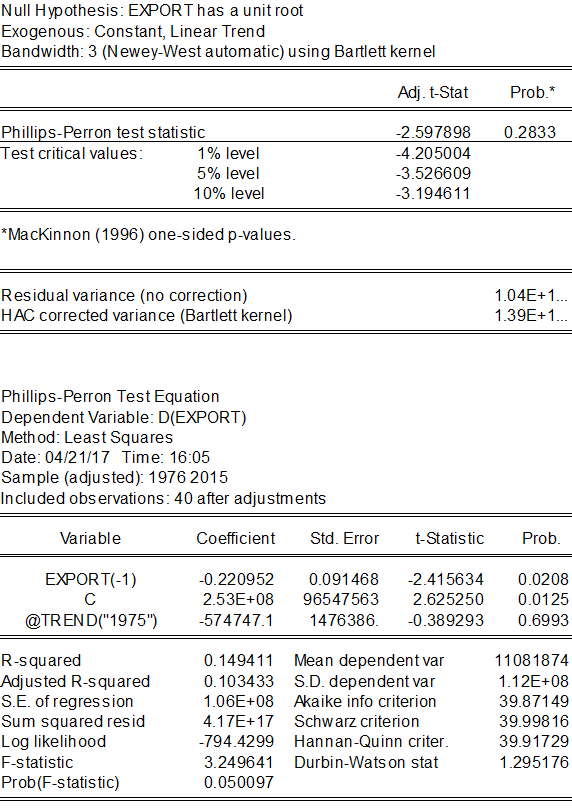 Null Hypothesis: EXPORT has a unit root
Exogenous: Constant, Linear Trend
Bandwidth: 3 (Newey-West automatic) using Bartlett kernel
Adj. t-Stat Prob.*
Phillips-Perron test statistic -2.597898 0.2833
Test critical values: 1% level -4.205004
5% level -3.526609
10% level -3.194611
*MacKinnon (1996) one-sided p-values.
Residual variance (no correction) 1.04E+1...
HAC corrected variance (Bartlett kernel) 1.39E+1...
Phillips-Perron Test Equation
Dependent Variable: D(EXPORT)
Method: Least Squares
Date: 04/21/17 Time: 16:05
Sample (adjusted): 1976 2015
Included observations: 40 after adjustments
Variable Coefficient Std. Error t-Statistic Prob.
EXPORT(-1) -0.220952 0.091468 -2.415634 0.0208
C 2.53E+08 96547563 2.625250 0.0125
@TREND("1975") -574747.1 1476386. -0.389293 0.6993
R-squared 0.149411 Mean dependent var 11081874
Adjusted R-squared 0.103433 S.D. dependent var 1.12E+08
S.E. of regression 1.06E+08 Akaike info criterion 39.87149
Sum squared resid 4.17E+17 Schwarz criterion 39.99816
Log likelihood -794.4299 Hannan-Quinn criter. 39.91729
F-statistic 3.249641 Durbin-Watson stat 1.295176
Prob(F-statistic) 0.050097